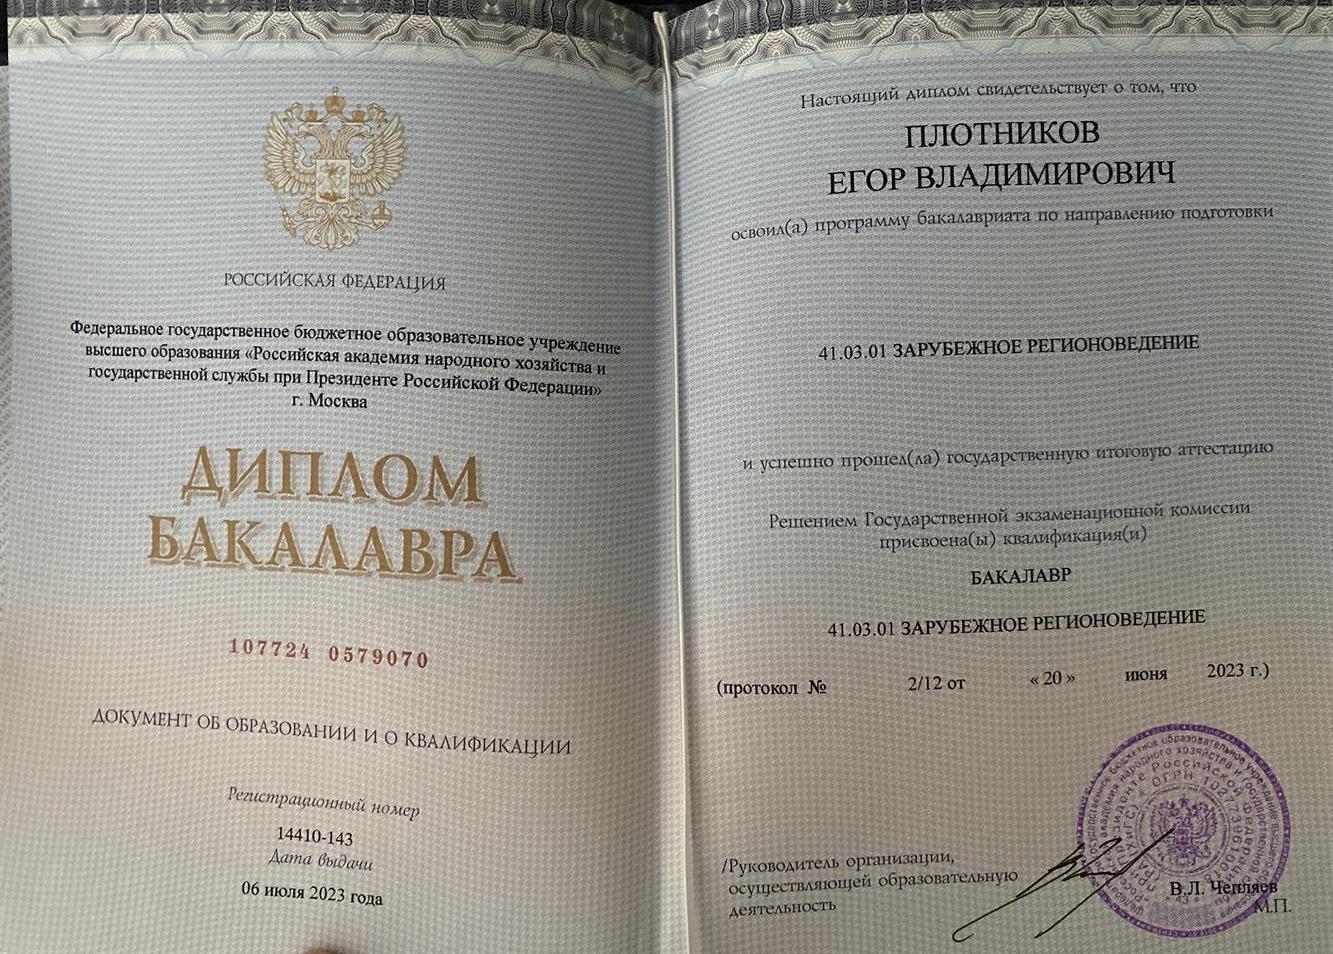 РОССИЙСКАЯ ФЕДЕРАЦИЯ
Федеральное государственное бюджетное образовательное учреждение
высшего образования «Российская академия народного хозяйства и
государственной службы при Президенте Российской Федерации»
г. Москва
ДИПЛОМ
БАКАЛАВРА
107724 0579070
ДОКУМЕНТ ОБ ОБРАЗОВАНИИ И О КВАЛИФИКАЦИИ
Регистрационный номер
14410-143
Дата выдачи
06 июля 2023 года
Настоящий диплом свидетельствует о том, что
ПЛОТНИКОВ
ЕГОР ВЛАДИМИРОВИЧ
освоил(а) программу бакалавриата по направлению подготовки
41.03.01 ЗАРУБЕЖНОЕ РЕГИОНОВЕДЕНИЕ
и успешно прошел(ла) государственную итоговую аттестацию
Решением Государственной экзаменационной комиссии
присвоена(ы) квалификация(и)
БАКАЛАВР
41.03.01 ЗАРУБЕЖНОЕ РЕГИОНОВЕДЕНИЕ
(протокол № 2/12 от « 20 » июня 2023 г.)
/Руководитель организации,
осуществляющей образовательную
деятельность
В.Л. Чепляев
М.П.